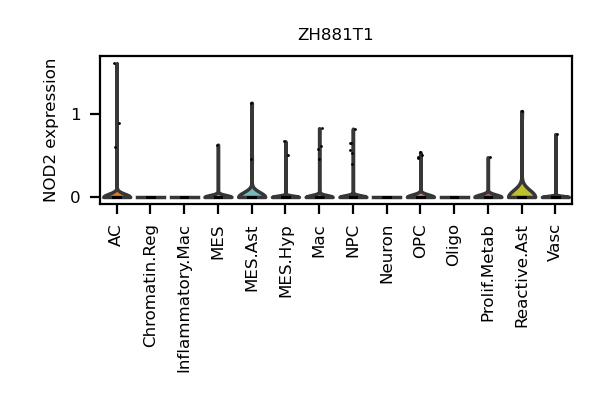 ZH881T1
NOD2 expression
1
0
AC
Chromatin.Reg
Inflammatory.Mac
MES
MES.Ast
MES.Hyp
Mac
NPC
Neuron
OPC
Oligo
Prolif.Metab
Reactive.Ast
Vasc